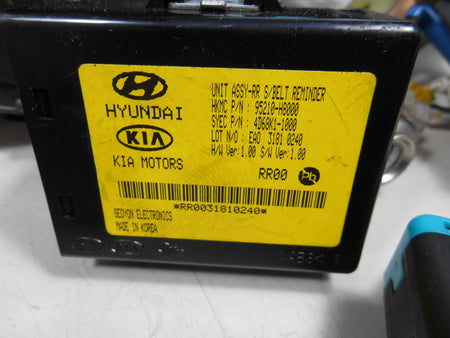 HYUNDAI
KIA
KIA MOTORS
UNIT ASSY-RR S/BELT REMINDER
HKMC P/N : 95210-H8000
SYEC P/N : 4D68K1-1000
LOT N/O : EAO 3181 0240
H/W Ver:1.00 S/W Ver:1.00
RR00 Pb
*RR0031810240*
SEOYON ELECTRONICS
MADE IN KOREA